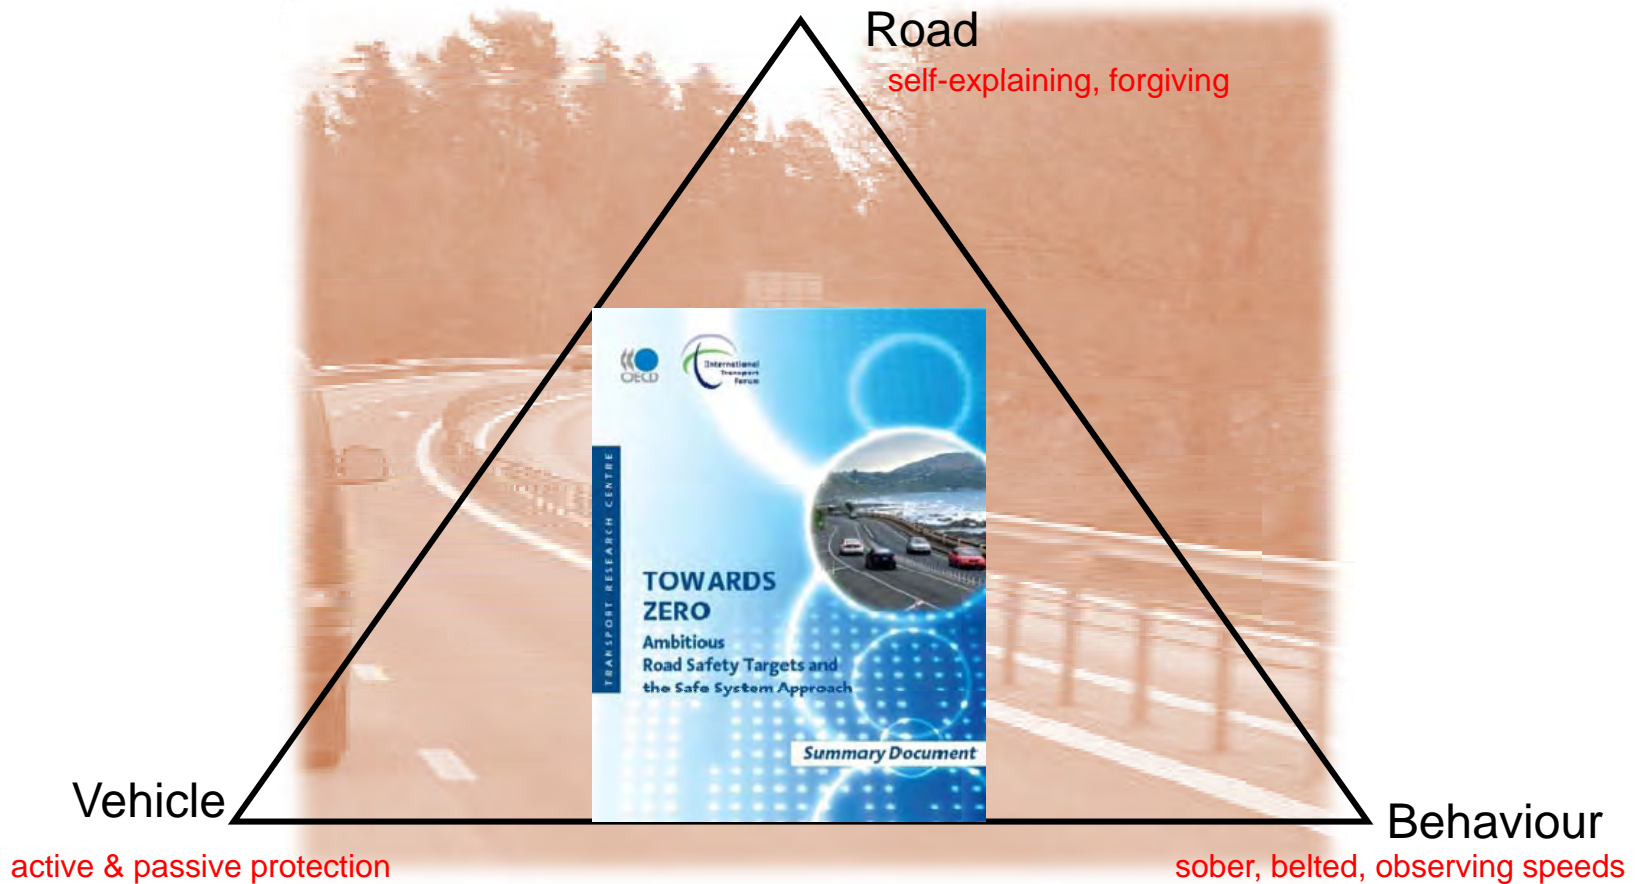 Road
self-explaining, forgiving
OECD
International
Transport
Forum
TRANSPORT RESEARCH CENTRE
TOWARDS
ZERO
Ambitious
Road Safety Targets and
the Safe System Approach
Summary Document
Vehicle
active & passive protection
Behaviour
sober, belted, observing speeds